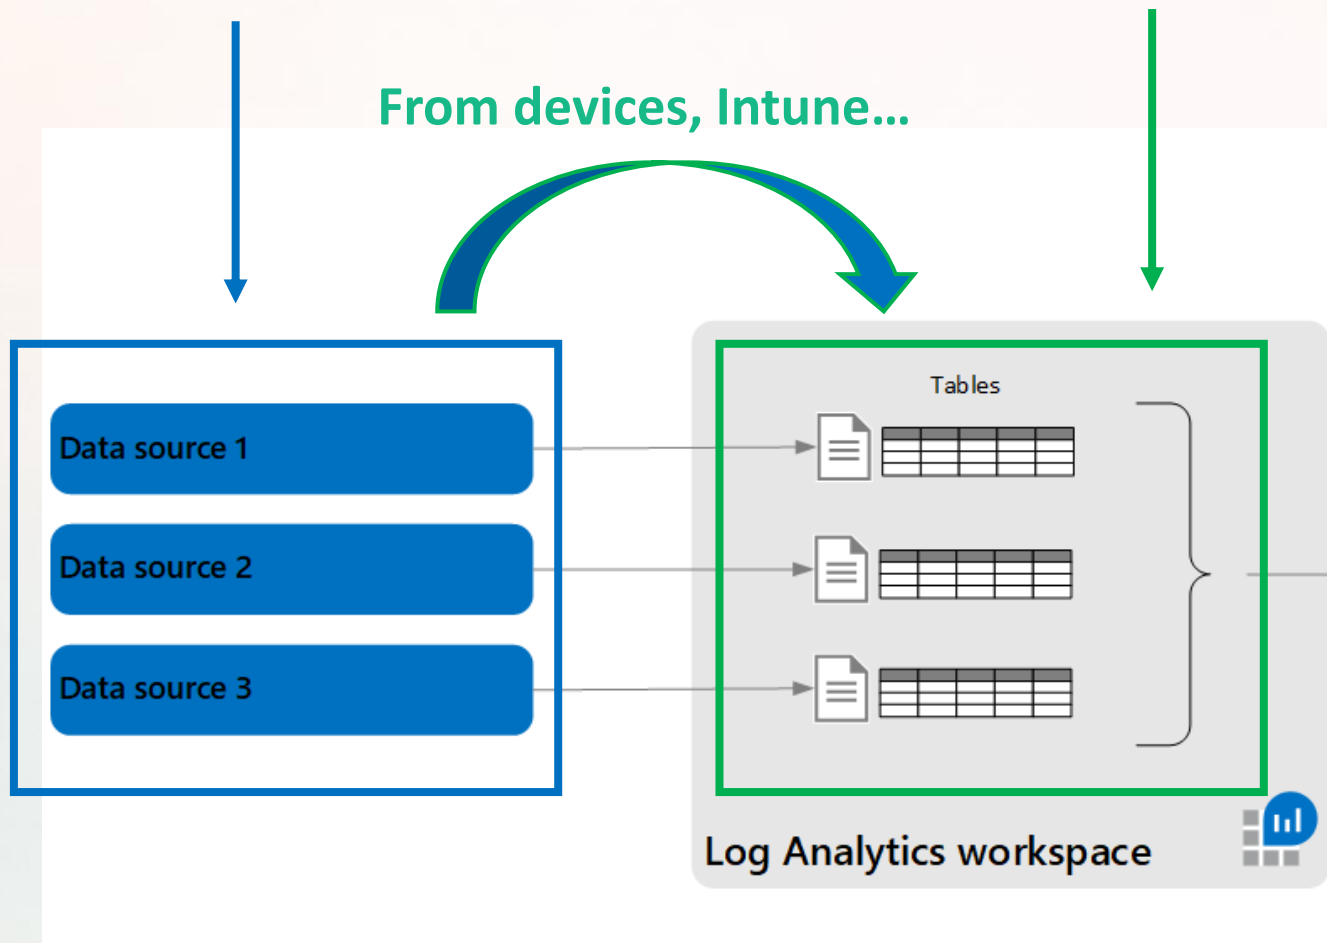 From devices, Intune...
Tables
Data source 1
Data source 2
Data source 3
Log Analytics workspace